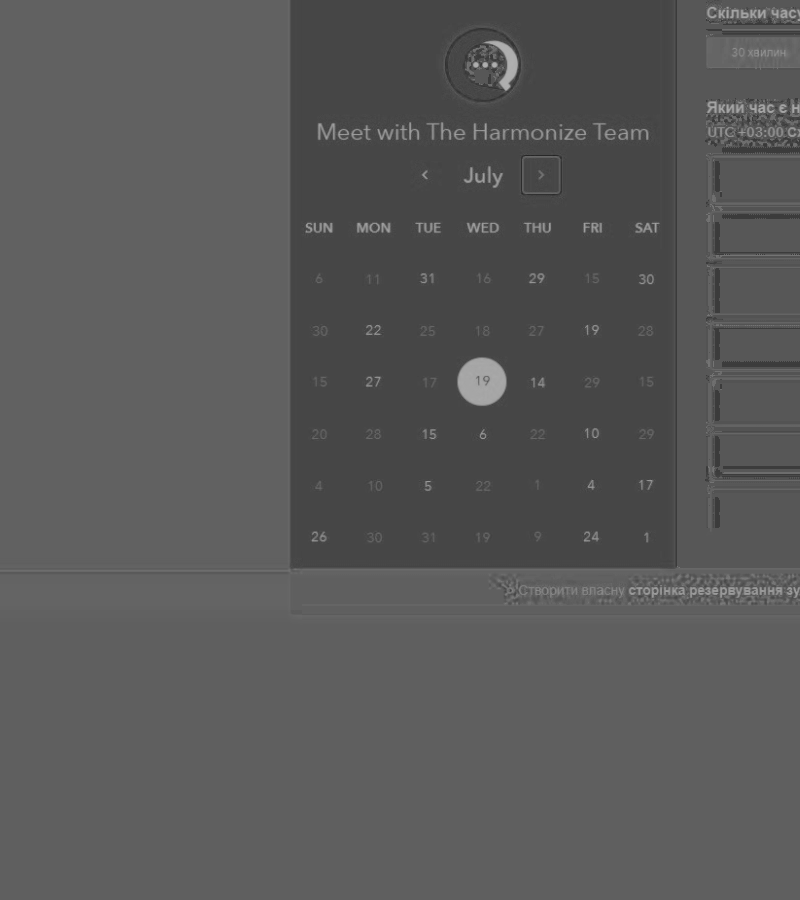 Meet with The Harmonize Team
July
SUN MON TUE WED THU FRI SAT
6 11 31 16 29 15 30
30 22 25 18 27 19 28
15 27 17 19 14 29 15
20 28 15 6 22 10 29
4 10 5 22 1 4 17
26 30 31 19 9 24 1
Скільки часу
30 хвилин
Який час є
UTC +03:00
Створити власну сторінка резервування